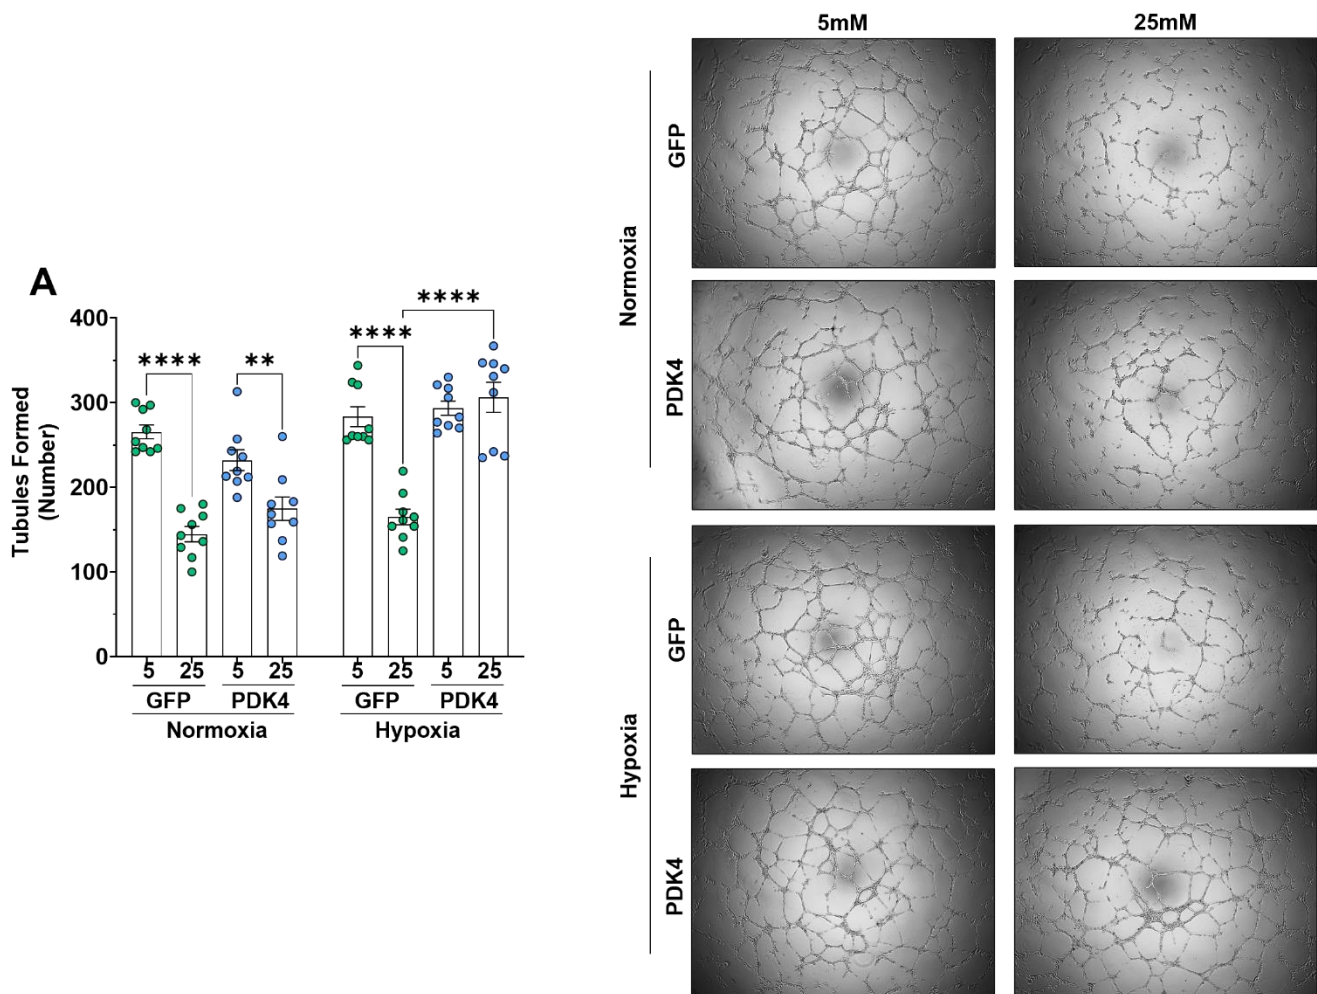 A
Tubules Formed
(Number)
400
300
200
100
0
****
**
****
****
5 25 5 25 5 25 5 25
GFP PDK4 GFP PDK4
Normoxia Hypoxia
5mM 25mM
Normoxia
GFP
PDK4
Hypoxia
GFP
PDK4